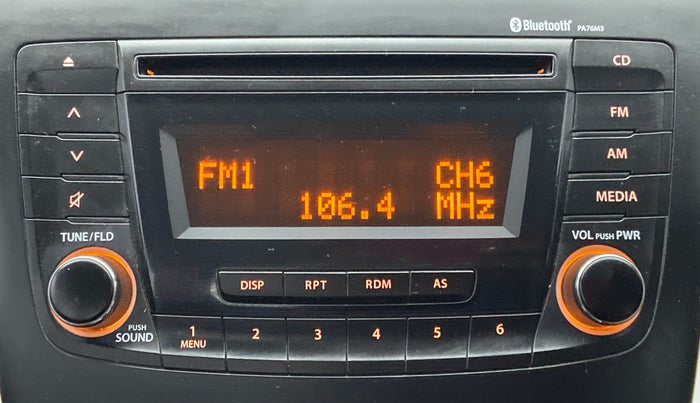 Bluetooth® PA76M3
CD
FM
AM
MEDIA
FM1 CH6
106.4 MHz
TUNE/FLD
VOL PUSH PWR
DISP RPT RDM AS
PUSH SOUND
1 MENU 2 3 4 5 6